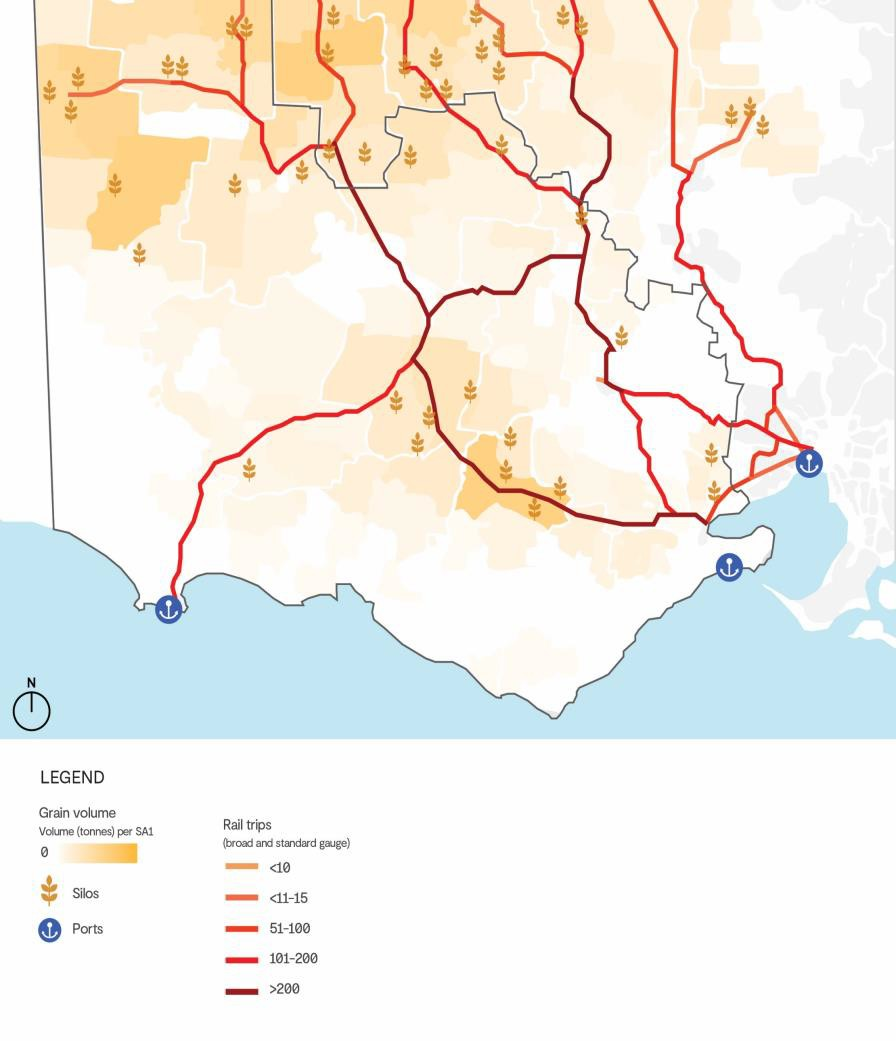 N
LEGEND
Grain volume
Volume (tonnes) per SA1
0
Silos
Ports
Rail trips
(broad and standard gauge)
<10
<11-15
51-100
101-200
>200